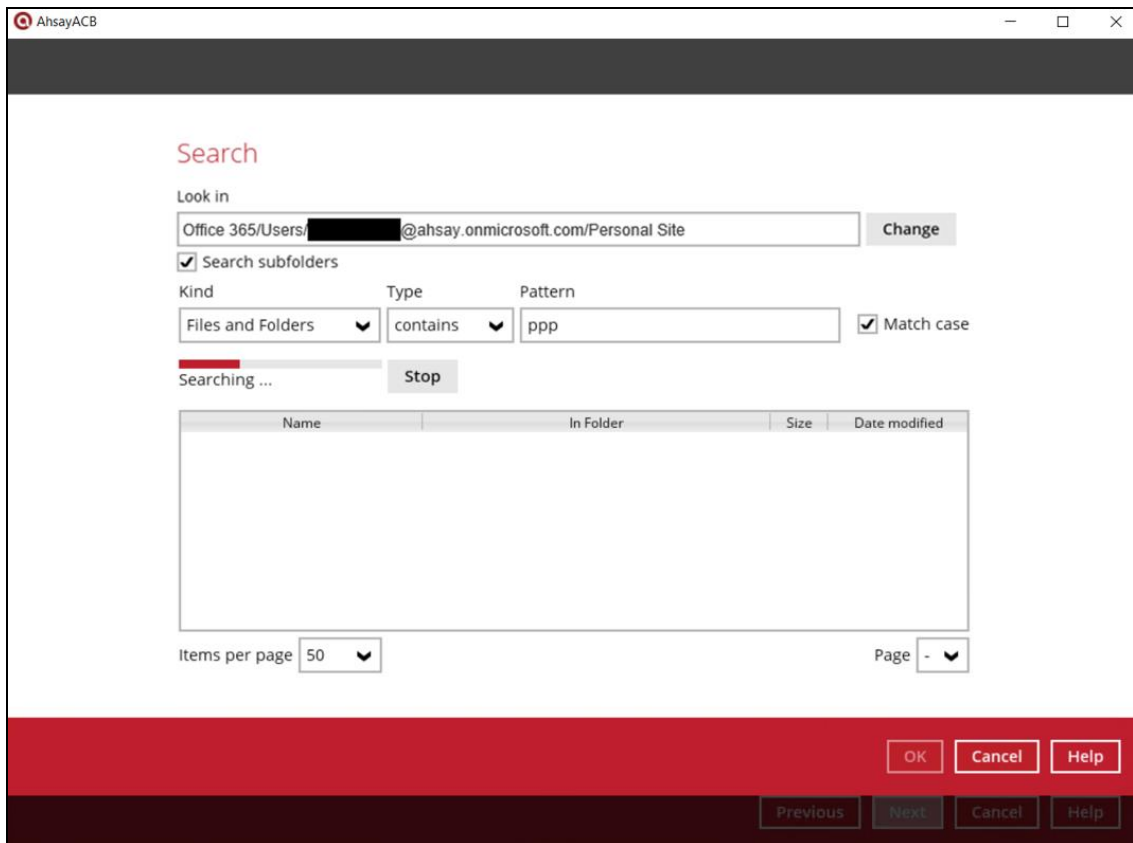 AhsayACB
Search
Look in
Office 365/Users/ @ahsay.onmicrosoft.com/Personal Site Change
Search subfolders
Kind Type Pattern
Files and Folders contains ppp Match case
Searching ... Stop
Name In Folder Size Date modified
Items per page 50 Page -
OK Cancel Help
Previous Next Cancel Help